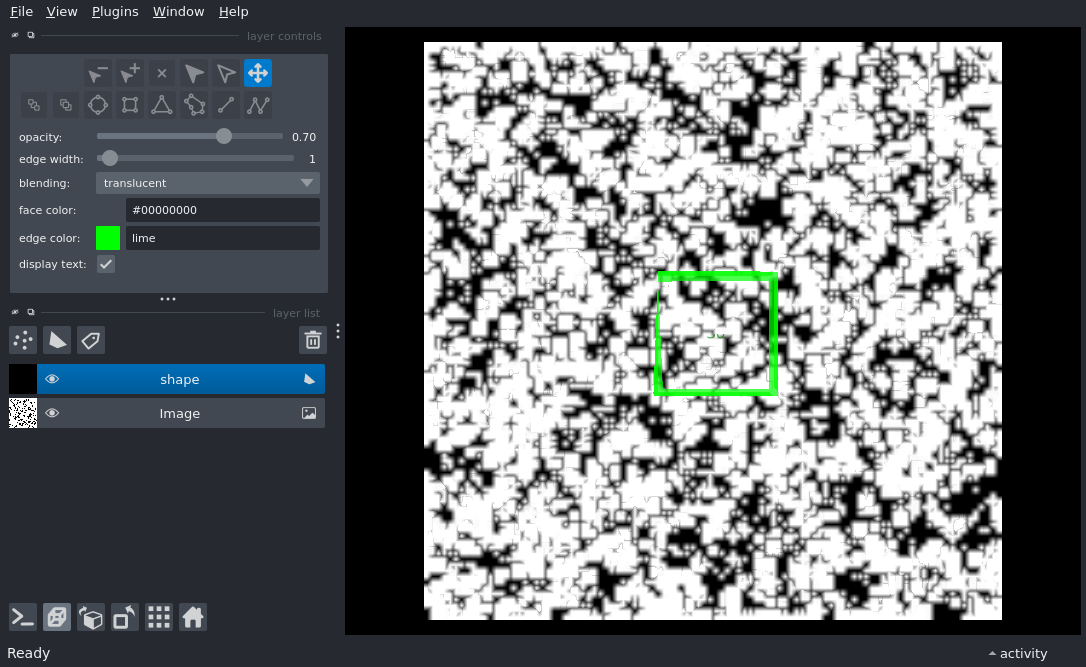 File View Plugins Window Help
layer controls
opacity: 0.70
edge width: 1
blending: translucent
face color: #00000000
edge color: lime
display text:
layer list
shape
Image
Ready
activity